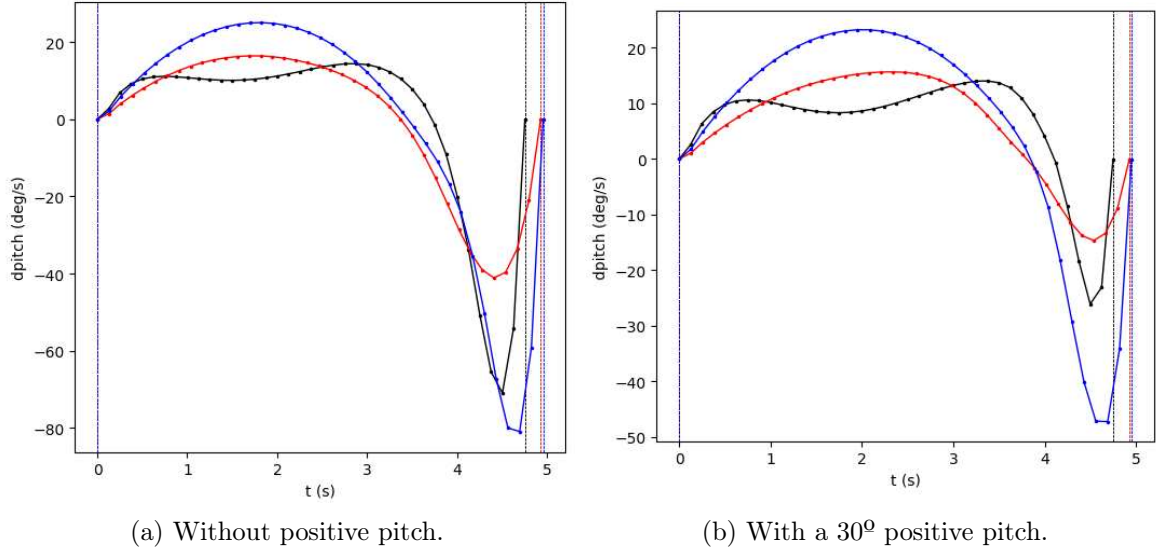 20
0
−20
−40
−60
−80
dpitch (deg/s)
0 1 2 3 4 5
t (s)
(a) Without positive pitch.
20
10
0
−10
−20
−30
−40
−50
dpitch (deg/s)
0 1 2 3 4 5
t (s)
(b) With a 30º positive pitch.